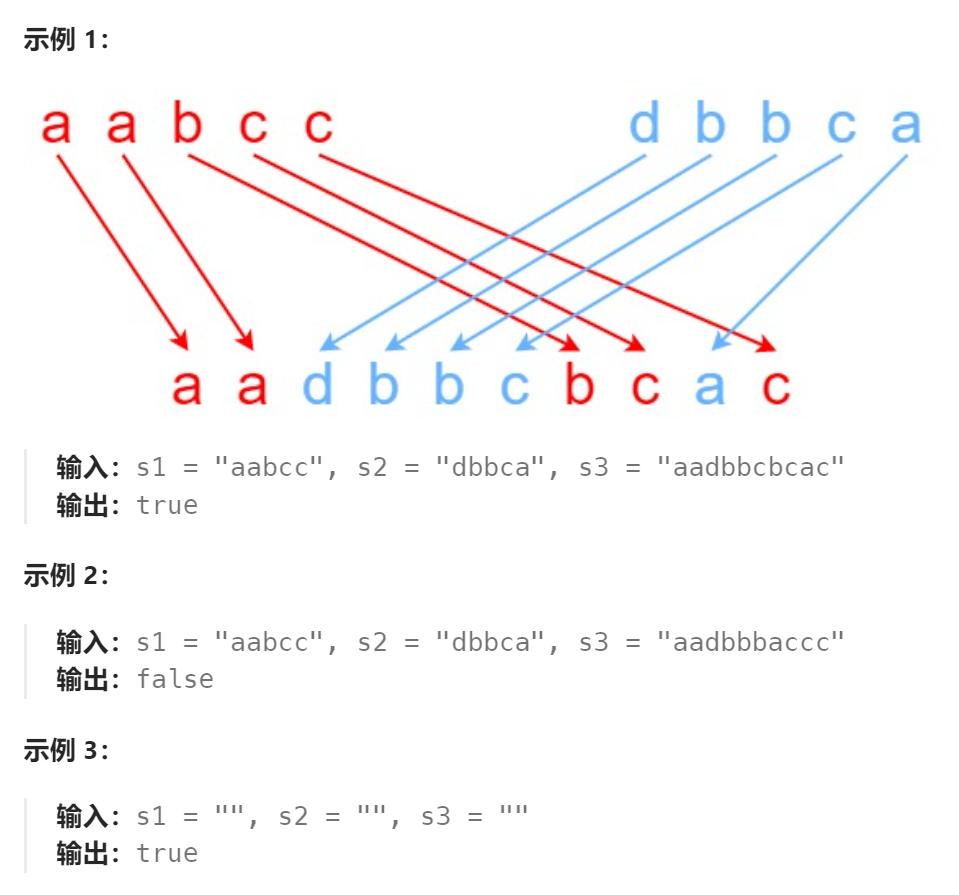 示例 1：
a a b c c d b b c a
a a d b b c b c a c
输入：s1 = "aabcc", s2 = "dbbca", s3 = "aadbbcbcac"
输出：true
示例 2：
输入：s1 = "aabcc", s2 = "dbbca", s3 = "aadbbbaccc"
输出：false
示例 3：
输入：s1 = "", s2 = "", s3 = ""
输出：true